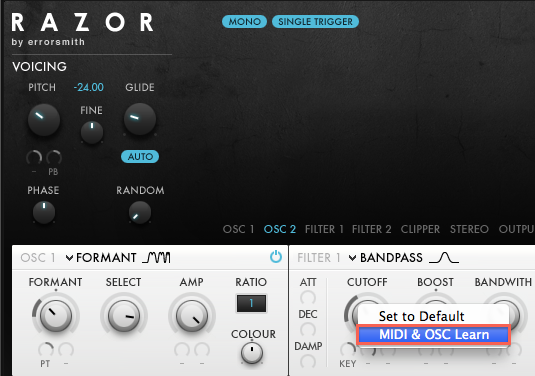 RAZOR
by errorsmith
MONO SINGLE TRIGGER
VOICING
PITCH -24.00 GLIDE
FINE
AUTO
- PB
PHASE RANDOM
OSC 1 OSC 2 FILTER 1 FILTER 2 CLIPPER STEREO OUTPU
OSC 1 FORMANT FILTER 1 BANDPASS
FORMANT SELECT AMP RATIO ATT CUTOFF BOOST BANDWITH
1
DEC
Set to Default
MIDI & OSC Learn
COLOUR
DAMP
PT - - - KEY - - - -